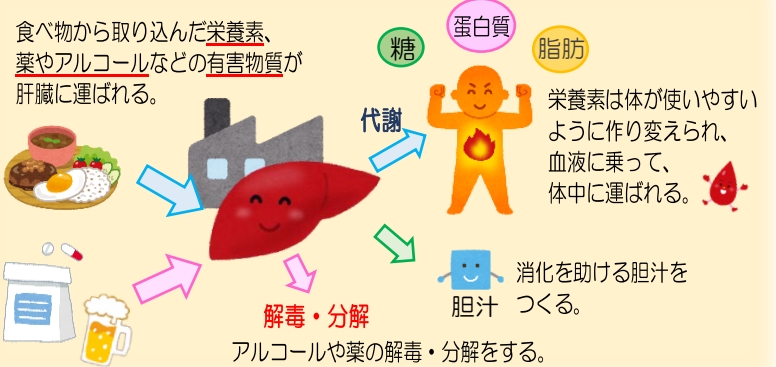 食べ物から取り込んだ栄養素、
薬やアルコールなどの有害物質が
肝臓に運ばれる。
糖
蛋白質
脂肪
代謝
栄養素は体が使いやすい
ように作り変えられ、
血液に乗って、
体中に運ばれる。
胆汁
消化を助ける胆汁を
つくる。
解毒・分解
アルコールや薬の解毒・分解をする。